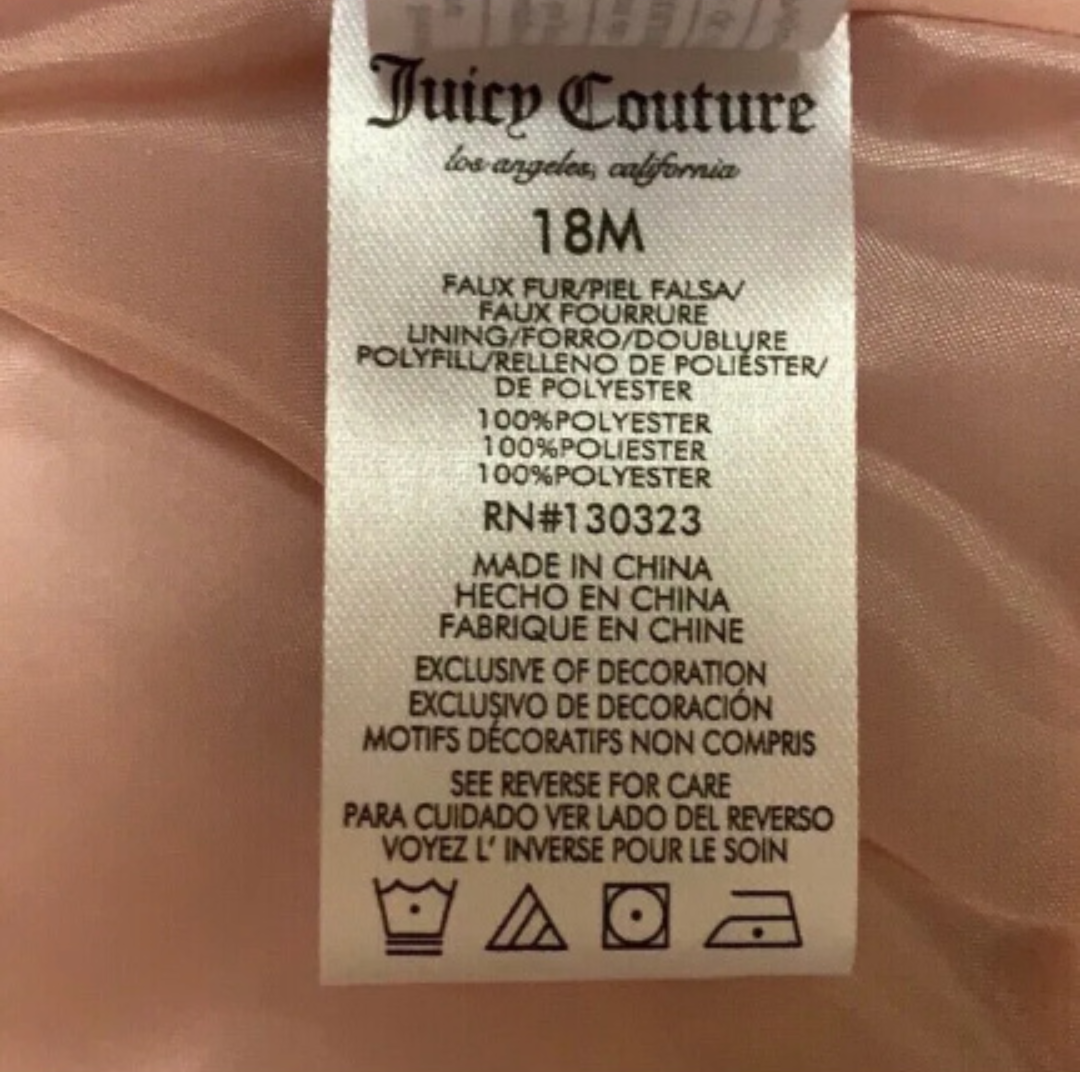 Juicy Couture
los angeles, california
18M
FAUX FUR/PIEL FALSA/
FAUX FOURRURE
LINING/FORRO/DOUBLURE
POLYFILL/RELLENO DE POLIÉSTER/
DE POLYESTER
100%POLYESTER
100%POLIESTER
100%POLYESTER
RN#130323
MADE IN CHINA
HECHO EN CHINA
FABRIQUE EN CHINE
EXCLUSIVE OF DECORATION
EXCLUSIVO DE DECORACIÓN
MOTIFS DÉCORATIFS NON COMPRIS
SEE REVERSE FOR CARE
PARA CUIDADO VER LADO DEL REVERSO
VOYEZ L' INVERSE POUR LE SOIN